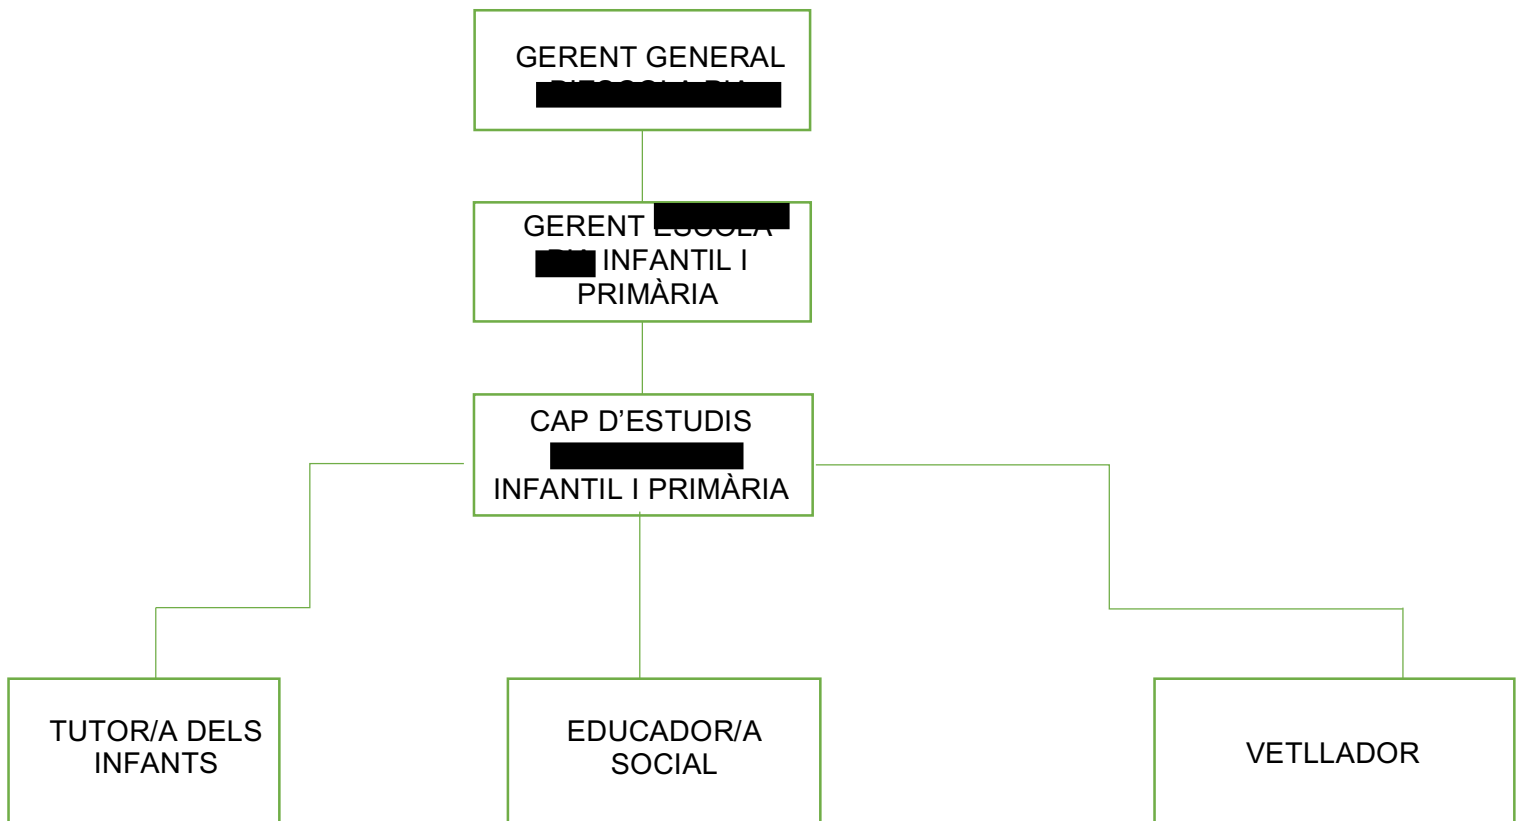 GERENT GENERAL
GERENT
INFANTIL I
PRIMÀRIA
CAP D’ESTUDIS
INFANTIL I PRIMÀRIA
TUTOR/A DELS
INFANTS
EDUCADOR/A
SOCIAL
VETLLADOR